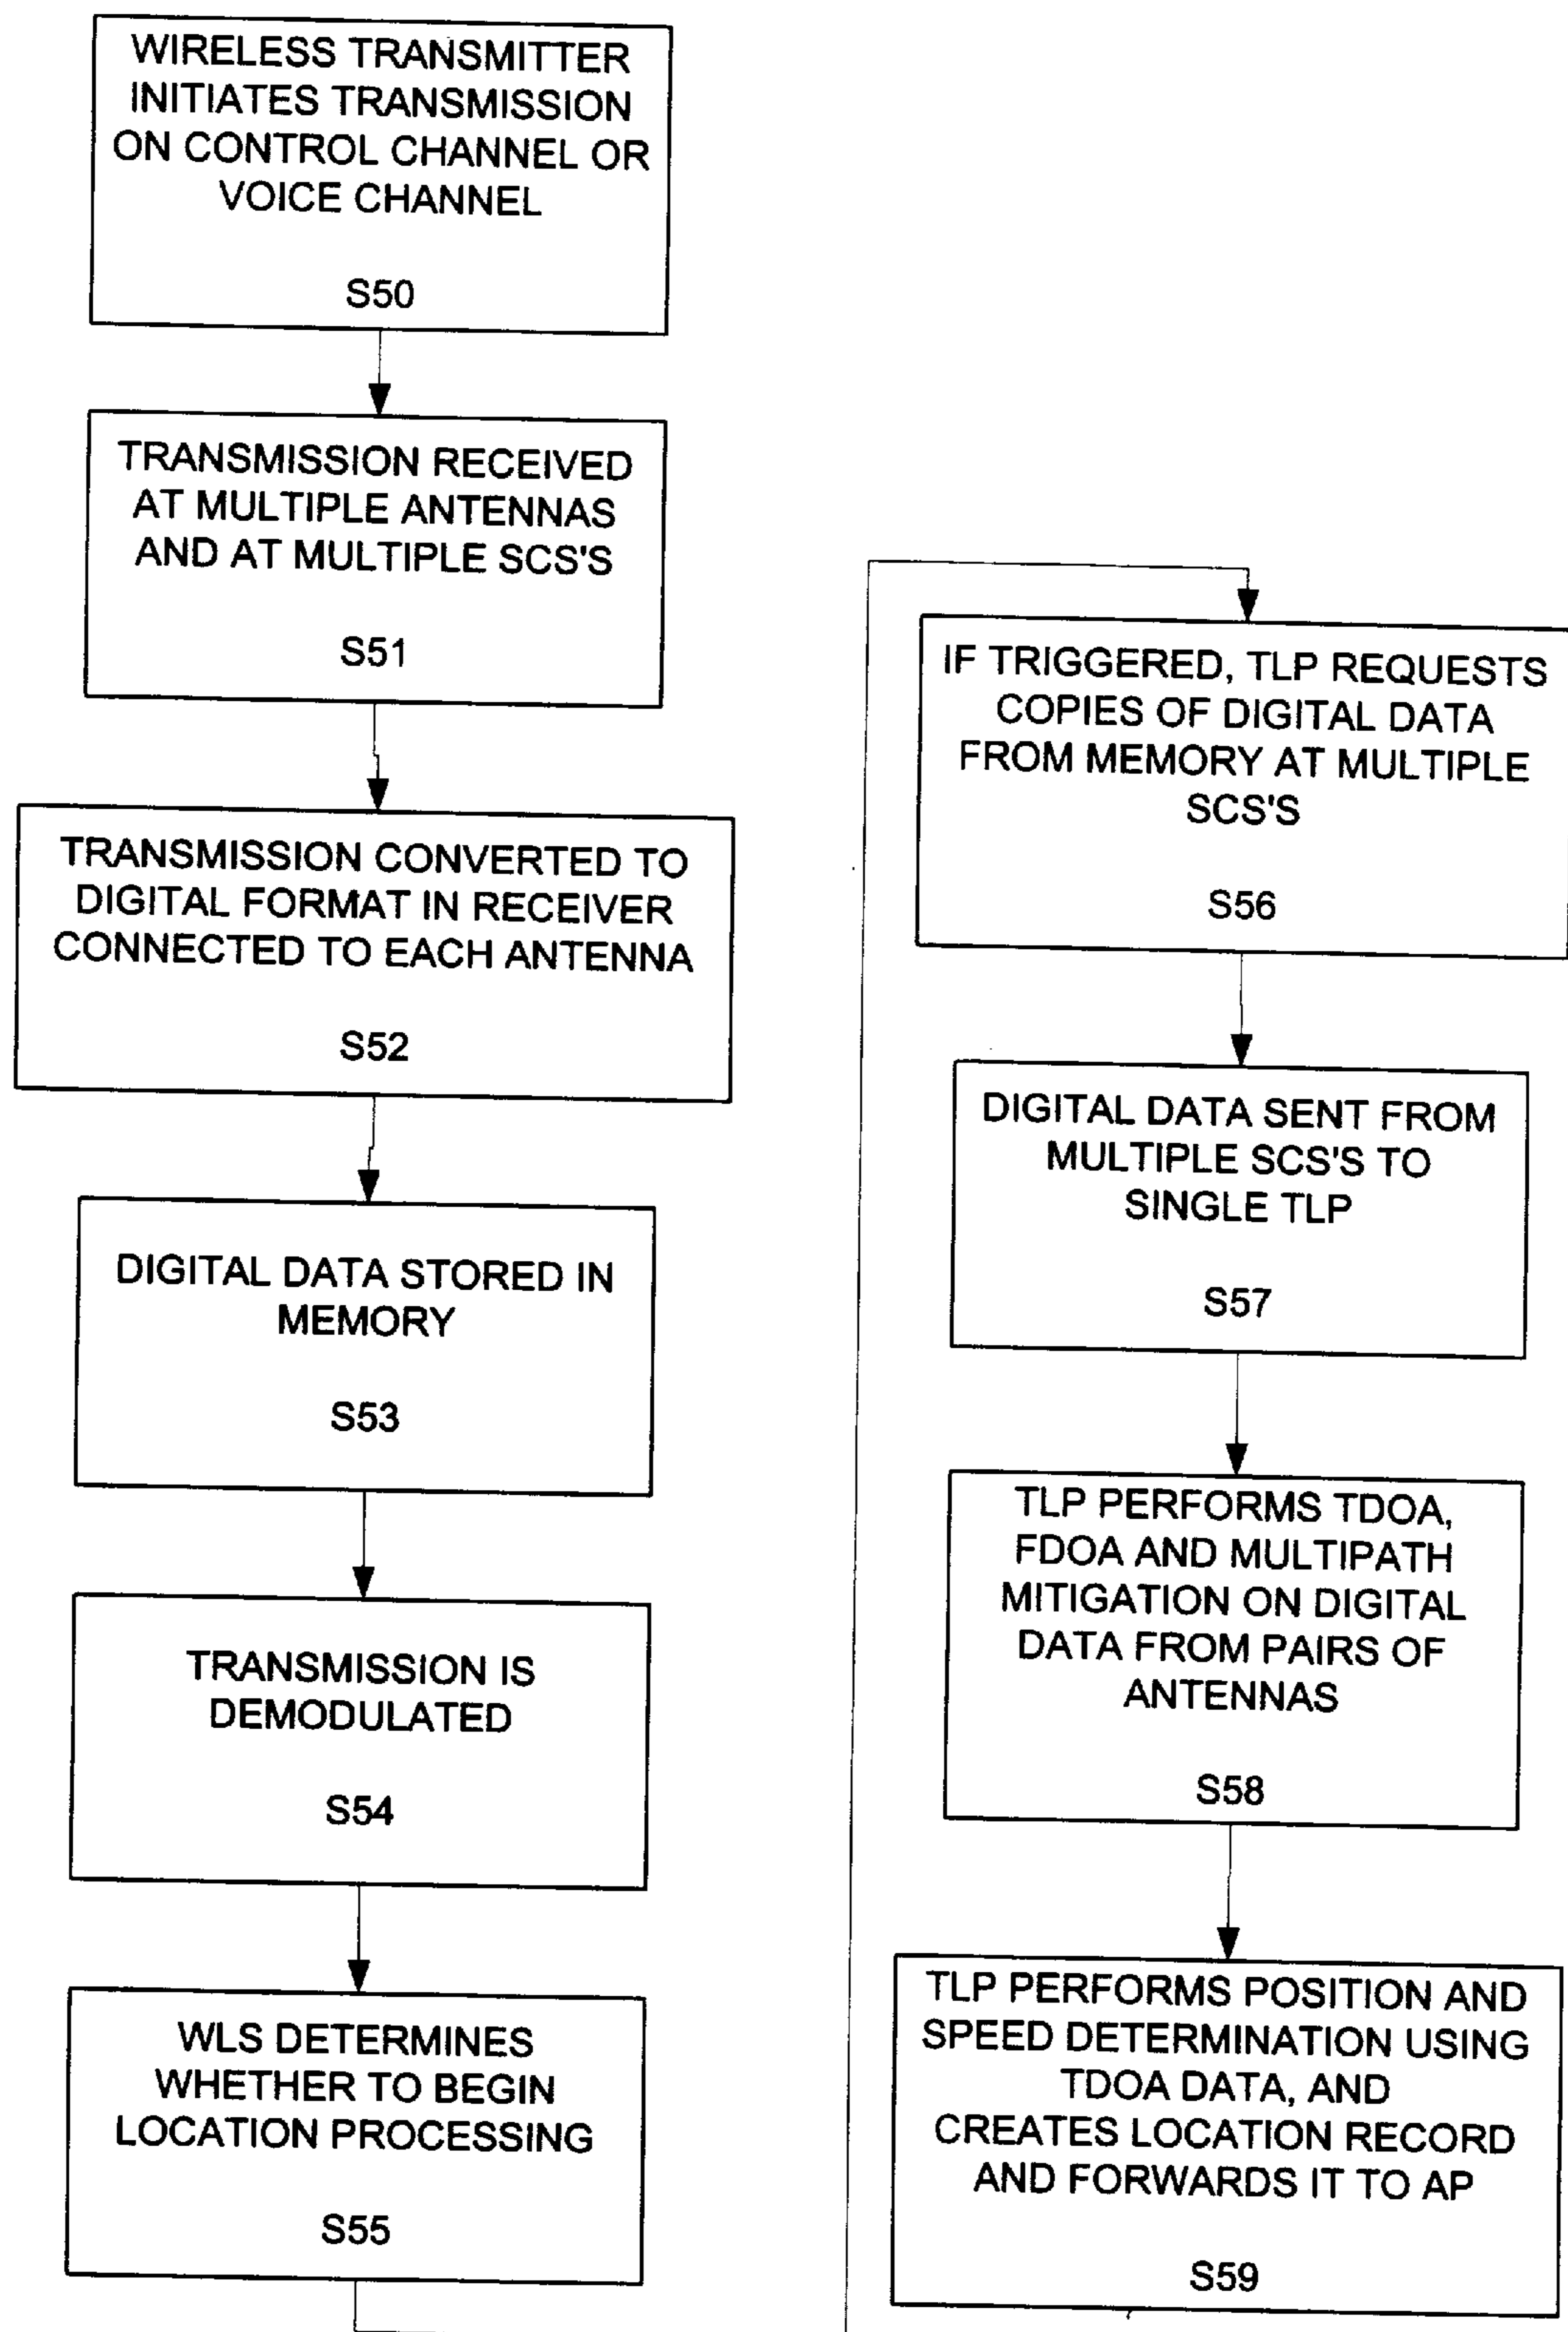 WIRELESS TRANSMITTER
INITIATES TRANSMISSION
ON CONTROL CHANNEL OR
VOICE CHANNEL
S50
TRANSMISSION RECEIVED
AT MULTIPLE ANTENNAS
AND AT MULTIPLE SCS'S
S51
TRANSMISSION CONVERTED TO
DIGITAL FORMAT IN RECEIVER
CONNECTED TO EACH ANTENNA
S52
DIGITAL DATA STORED IN
MEMORY
S53
TRANSMISSION IS
DEMODULATED
S54
WLS DETERMINES
WHETHER TO BEGIN
LOCATION PROCESSING
S55
IF TRIGGERED, TLP REQUESTS
COPIES OF DIGITAL DATA
FROM MEMORY AT MULTIPLE
SCS'S
S56
DIGITAL DATA SENT FROM
MULTIPLE SCS'S TO
SINGLE TLP
S57
TLP PERFORMS TDOA,
FDOA AND MULTIPATH
MITIGATION ON DIGITAL
DATA FROM PAIRS OF
ANTENNAS
S58
TLP PERFORMS POSITION AND
SPEED DETERMINATION USING
TDOA DATA, AND
CREATES LOCATION RECORD
AND FORWARDS IT TO AP
S59